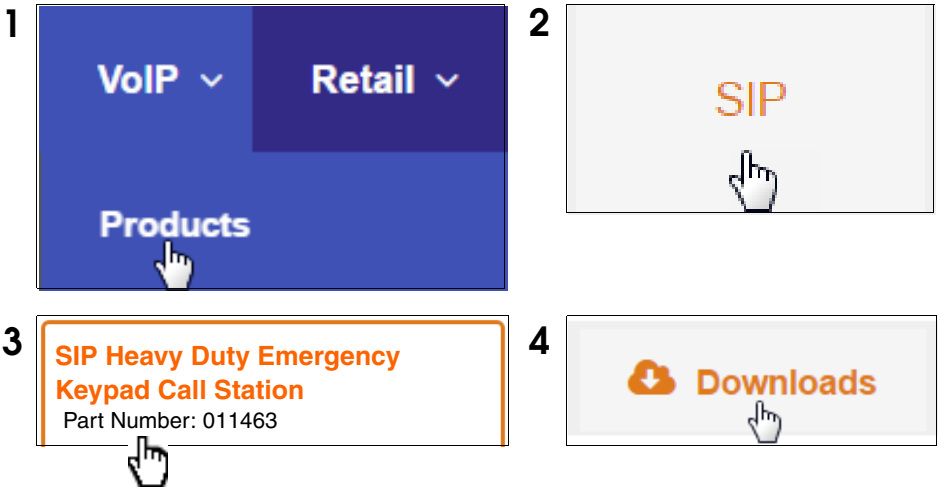 1
VoIP Retail
Products
2
SIP
3
SIP Heavy Duty Emergency
Keypad Call Station
Part Number: 011463
4
Downloads